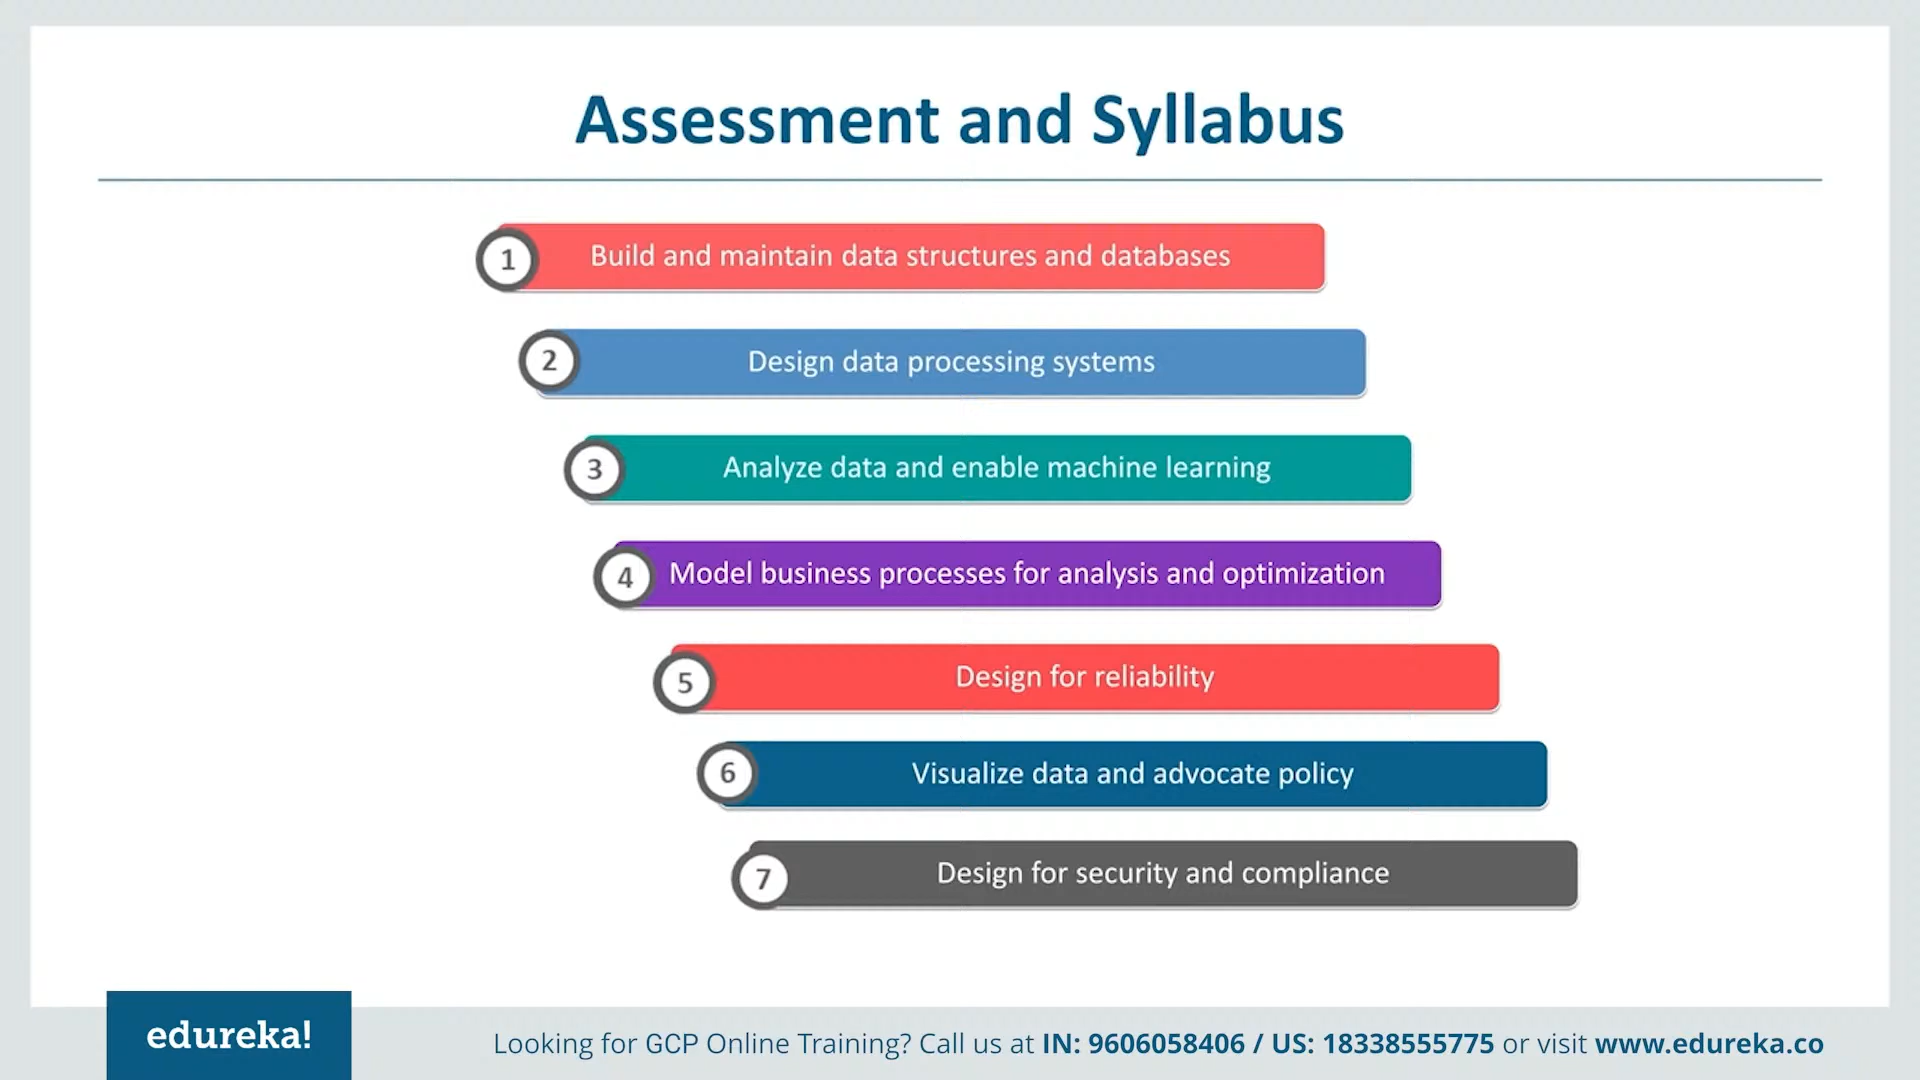 Assessment and Syllabus
1 Build and maintain data structures and databases
2 Design data processing systems
3 Analyze data and enable machine learning
4 Model business processes for analysis and optimization
5 Design for reliability
6 Visualize data and advocate policy
7 Design for security and compliance
edureka!
Looking for GCP Online Training? Call us at IN: 9606058406 / US: 18338555775 or visit www.edureka.co